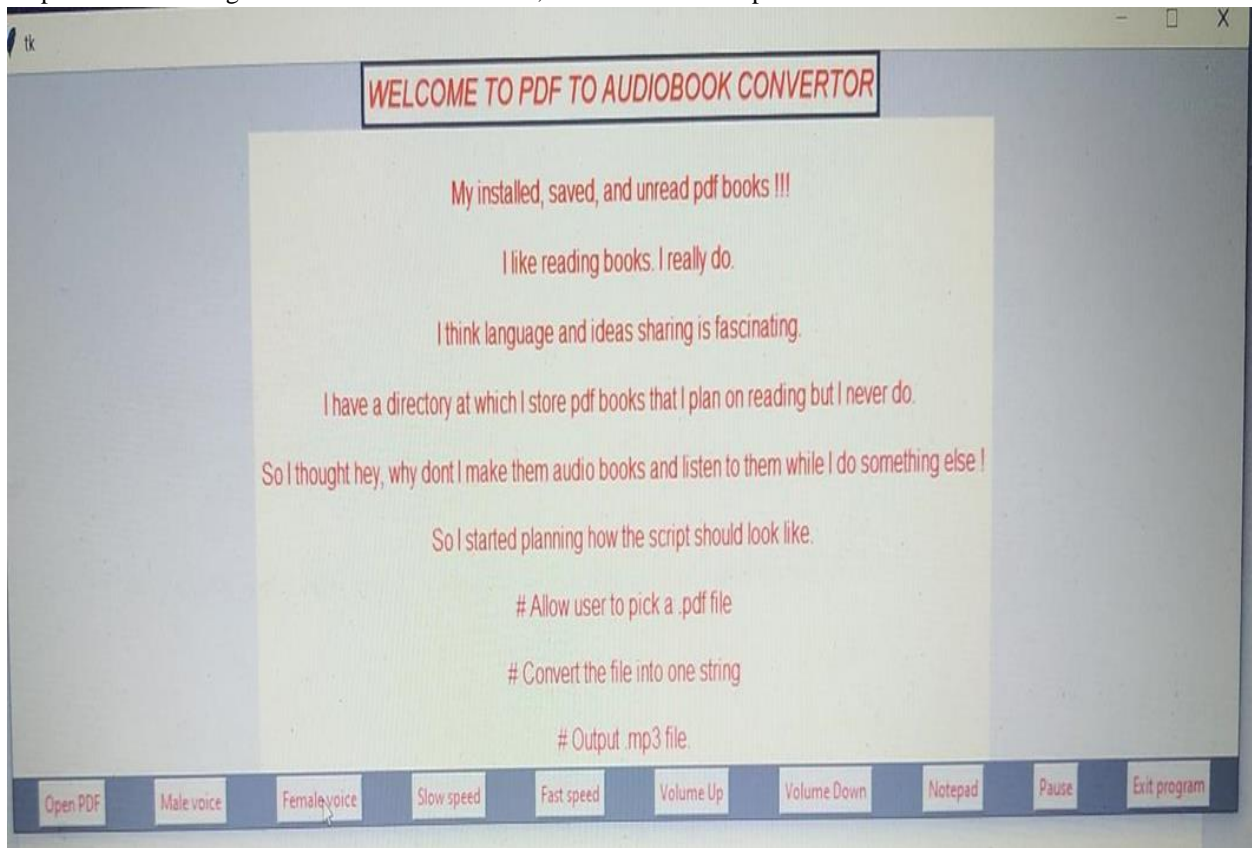 tk
WELCOME TO PDF TO AUDIOBOOK CONVERTOR
My installed, saved, and unread pdf books !!!
I like reading books. I really do.
I think language and ideas sharing is fascinating.
I have a directory at which I store pdf books that I plan on reading but I never do.
So I thought hey, why dont I make them audio books and listen to them while I do something else !
So I started planning how the script should look like.
# Allow user to pick a .pdf file
# Convert the file into one string
# Output .mp3 file.
Open PDF Male voice Female voice Slow speed Fast speed Volume Up Volume Down Notepad Pause Exit program